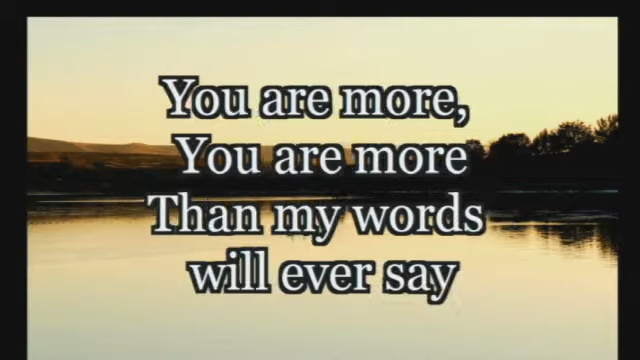 You are more,
You are more
Than my words
will ever say